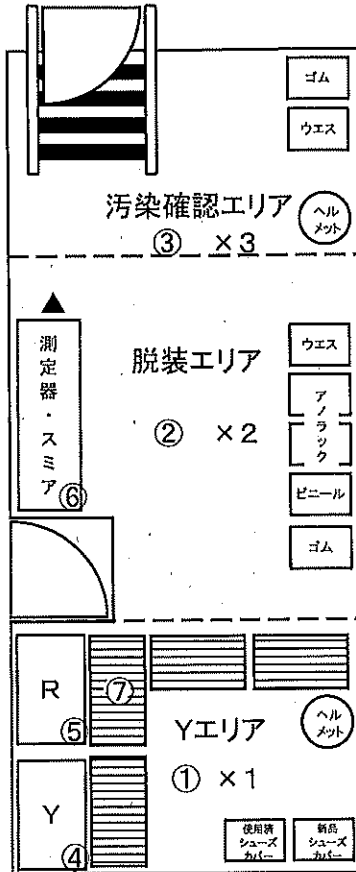 ゴム
ウエス
汚染確認エリア
ヘル
メット
③ ×3
▲
測定器・スミア
⑥
脱装エリア
② ×2
ウエス
アノラック
ビニール
ゴム
R
⑤
⑦
Yエリア
ヘル
メット
① ×1
Y
④
使用済
シューズ
カバー
新品
シューズ
カバー